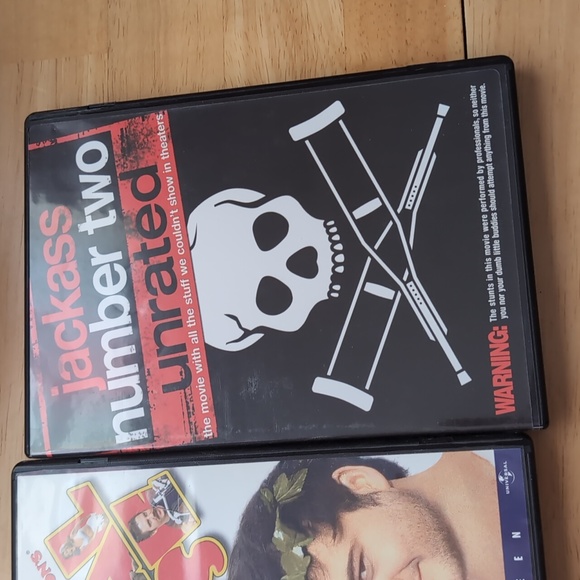 jackass
number two
unrated
the movie with all the stuff we couldn't show in theaters.
WARNING: The stunts in this movie were performed by professionals, so neither
you nor your dumb little buddies should attempt anything from this movie.
UNIVERSAL